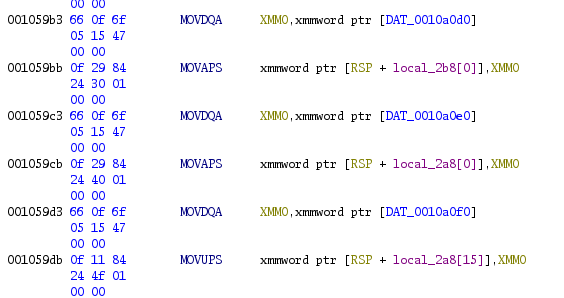 00 00
001059b3 66 0f 6f MOVDQA XMM0,xmmword ptr [DAT_0010a0d0]
05 15 47
00 00
001059bb 0f 29 84 MOVAPS xmmword ptr [RSP + local_2b8[0]],XMM0
24 30 01
00 00
001059c3 66 0f 6f MOVDQA XMM0,xmmword ptr [DAT_0010a0e0]
05 15 47
00 00
001059cb 0f 29 84 MOVAPS xmmword ptr [RSP + local_2a8[0]],XMM0
24 40 01
00 00
001059d3 66 0f 6f MOVDQA XMM0,xmmword ptr [DAT_0010a0f0]
05 15 47
00 00
001059db 0f 11 84 MOVUPS xmmword ptr [RSP + local_2a8[15]],XMM0
24 4f 01
00 00